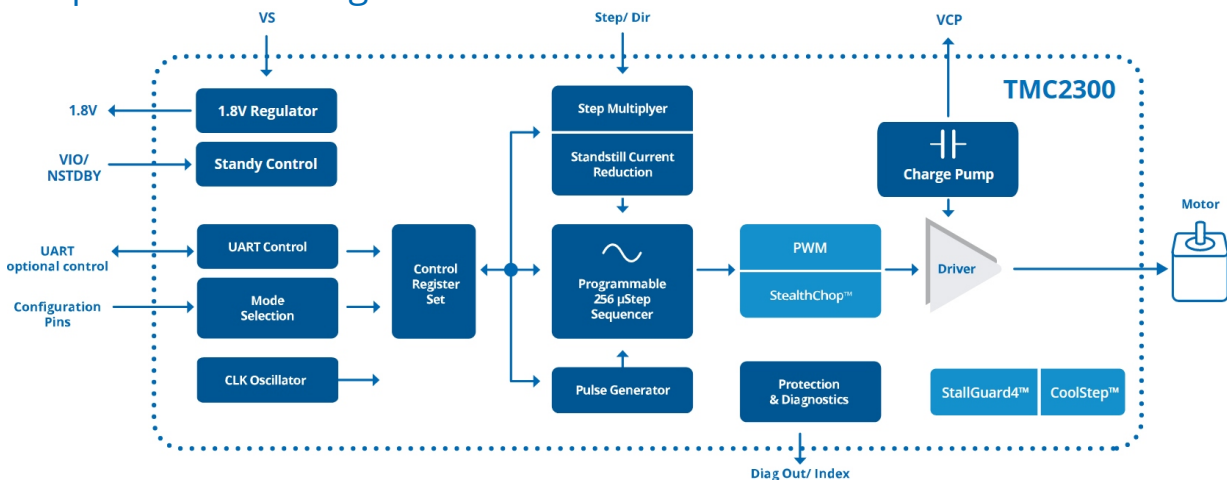 VS
Step/ Dir
VCP
TMC2300
1.8V
1.8V Regulator
Step Multiplyer
VIO/
NSTDBY
Standy Control
Standstill Current
Reduction
Charge Pump
Motor
UART
optional control
UART Control
Control
Register
Set
Programmable
256 µStep
Sequencer
PWM
StealthChop™
Driver
Configuration
Pins
Mode
Selection
CLK Oscillator
Pulse Generator
Protection
& Diagnostics
StallGuard4™
CoolStep™
Diag Out/ Index